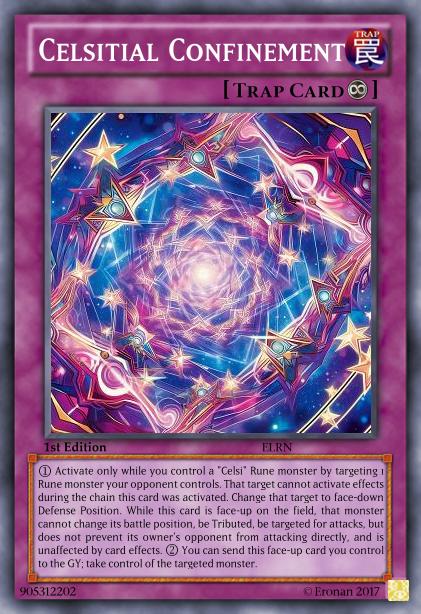 CELSITIAL CONFINEMENT
TRAP
罠
[TRAP CARD♾]
1st Edition ELRN
① Activate only while you control a "Celsi" Rune monster by targeting 1
Rune monster your opponent controls. That target cannot activate effects
during the chain this card was activated. Change that target to face-down
Defense Position. While this card is face-up on the field, that monster
cannot change its battle position, be Tributed, be targeted for attacks, but
does not prevent its owner's opponent from attacking directly, and is
unaffected by card effects. ② You can send this face-up card you control
to the GY; take control of the targeted monster.
905312202 ©Eronan 2017